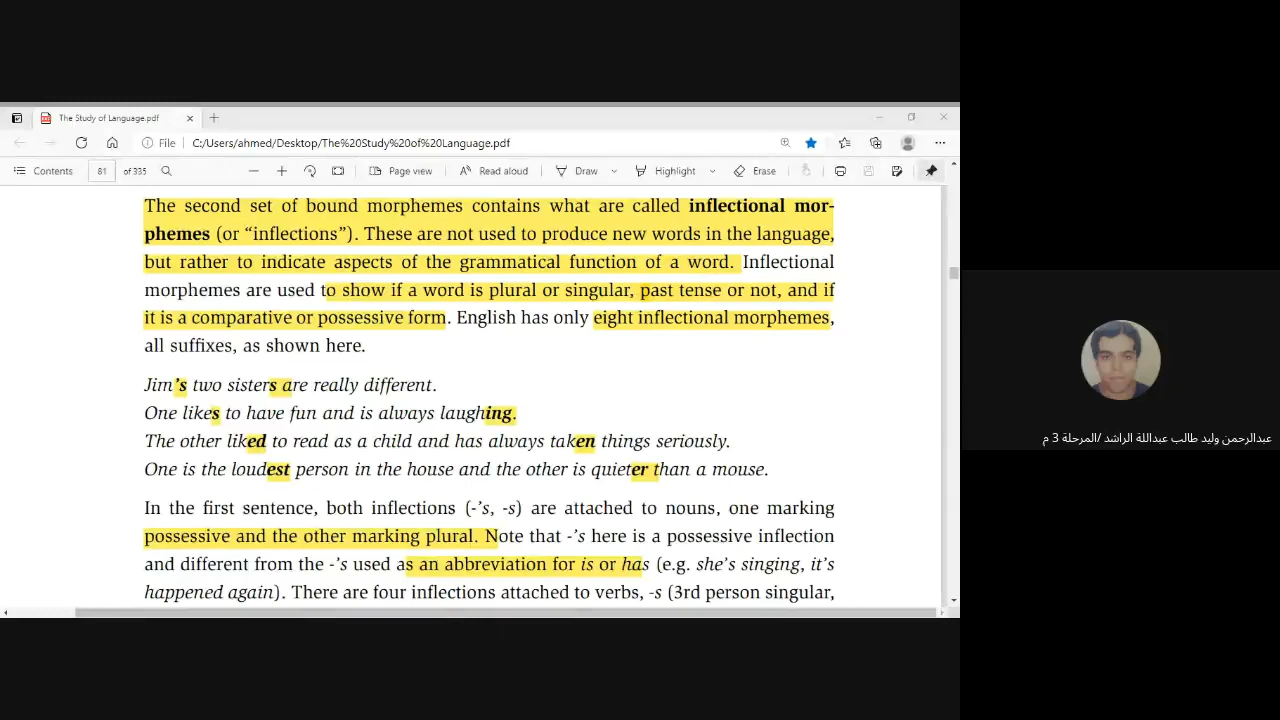 The Study of Language.pdf
File C:/Users/ahmed/Desktop/The%20Study%20of%20Language.pdf
Contents 81 of 335 Page view Read aloud Draw Highlight Erase
The second set of bound morphemes contains what are called inflectional mor-
phemes (or “inflections”). These are not used to produce new words in the language,
but rather to indicate aspects of the grammatical function of a word. Inflectional
morphemes are used to show if a word is plural or singular, past tense or not, and if
it is a comparative or possessive form. English has only eight inflectional morphemes,
all suffixes, as shown here.
Jim’s two sisters are really different.
One likes to have fun and is always laughing.
The other liked to read as a child and has always taken things seriously.
One is the loudest person in the house and the other is quieter than a mouse.
In the first sentence, both inflections (-’s, -s) are attached to nouns, one marking
possessive and the other marking plural. Note that -’s here is a possessive inflection
and different from the -’s used as an abbreviation for is or has (e.g. she’s singing, it’s
happened again). There are four inflections attached to verbs, -s (3rd person singular,
عبدالرحمن وليد طالب عبداللة الراشد /المرحلة 3 م